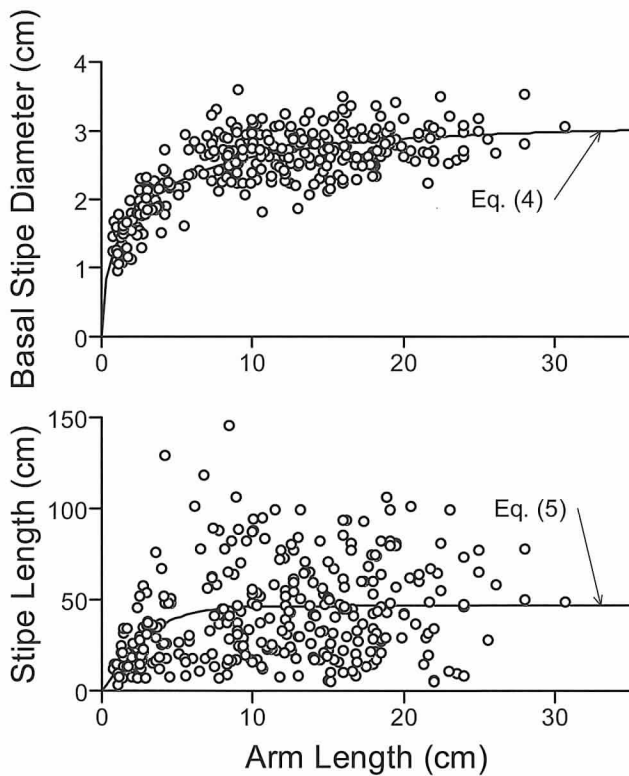 Basal Stipe Diameter (cm)
4
3
2
1
0
Eq. (4)
0 10 20 30
Stipe Length (cm)
150
100
50
0
Eq. (5)
0 10 20 30
Arm Length (cm)